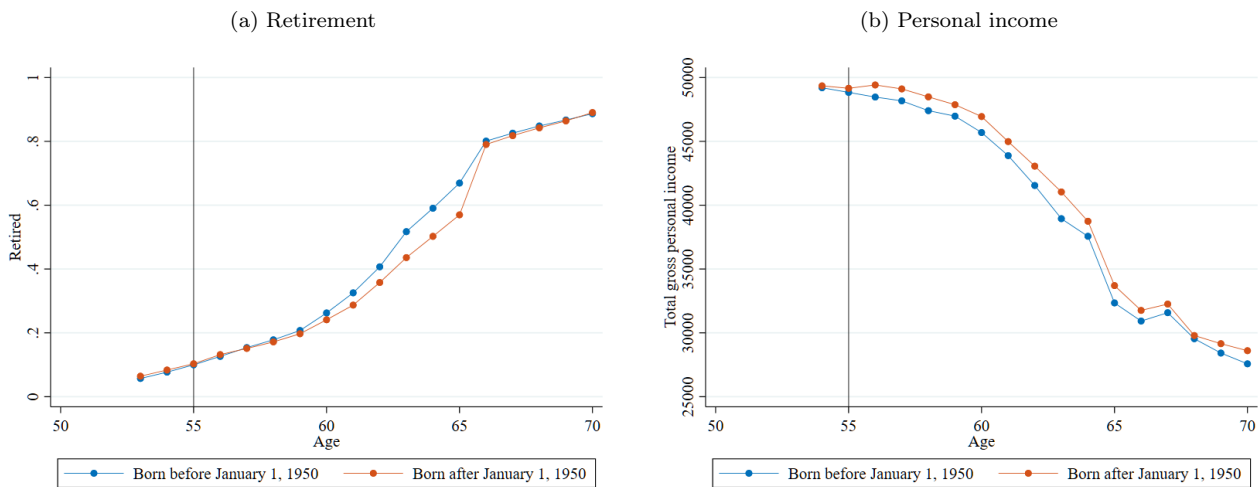 (a) Retirement
Retired
0
.2
.4
.6
.8
1
50
55
60
65
70
Age
Born before January 1, 1950
Born after January 1, 1950
(b) Personal income
Total gross personal income
25000
30000
35000
40000
45000
50000
50
55
60
65
70
Age
Born before January 1, 1950
Born after January 1, 1950